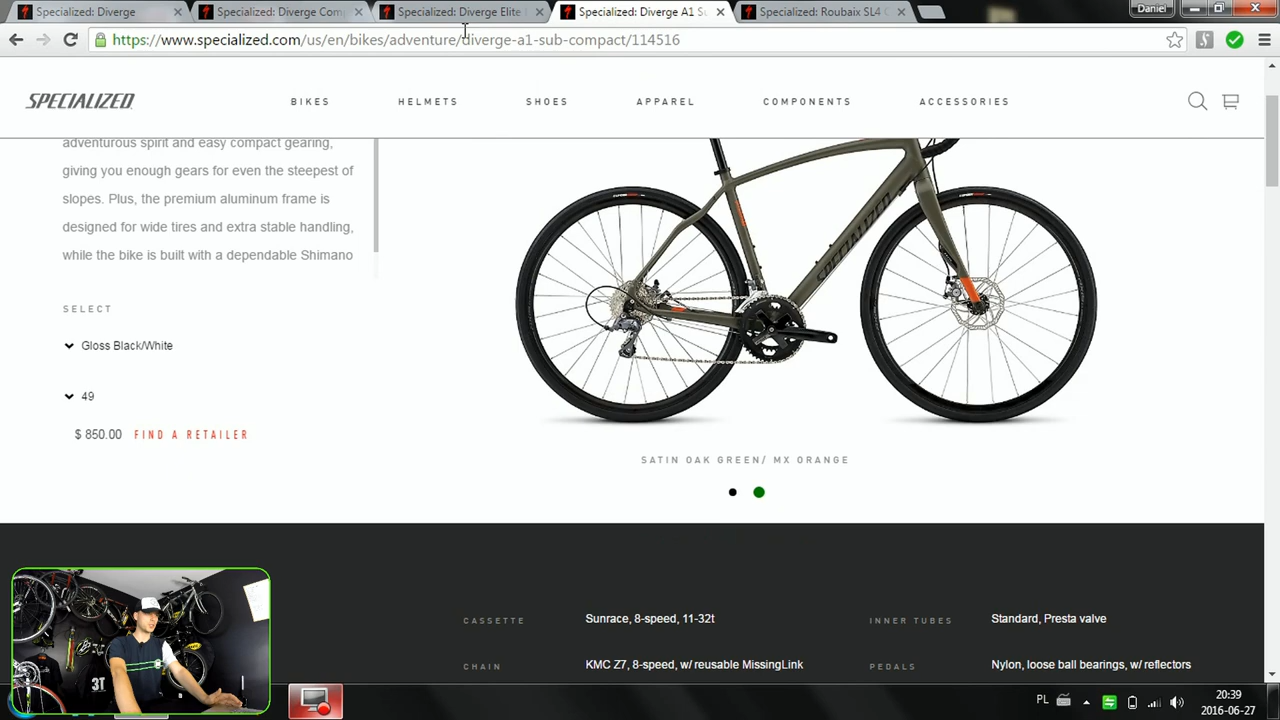 Specialized: Diverge
Specialized: Diverge Com
Specialized: Diverge Elite
Specialized: Diverge A1 Su
Specialized: Roubaix SL4
Daniel
https://www.specialized.com/us/en/bikes/adventure/diverge-a1-sub-compact/114516
SPECIALIZED
BIKES
HELMETS
SHOES
APPAREL
COMPONENTS
ACCESSORIES
adventurous spirit and easy compact gearing,
giving you enough gears for even the steepest of
slopes. Plus, the premium aluminum frame is
designed for wide tires and extra stable handling,
while the bike is built with a dependable Shimano
SPECIALIZED
SELECT
Gloss Black/White
49
$ 850.00 FIND A RETAILER
SATIN OAK GREEN/ MX ORANGE
CASSETTE Sunrace, 8-speed, 11-32t
INNER TUBES Standard, Presta valve
CHAIN KMC Z7, 8-speed, w/ reusable MissingLink
PEDALS Nylon, loose ball bearings, w/ reflectors
3T
PL
20:39
2016-06-27